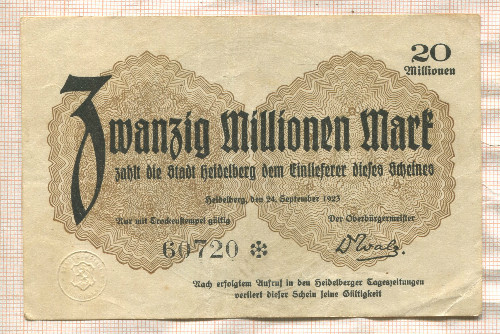 20
Millionen
Zwanzig Millionen Mark
zahlt die Stadt Heidelberg dem Einlieferer dieses Scheines
Heidelberg, den 24. September 1923
Nur mit Trockenstempel gültig
Der Oberbürgermeister
60720 ✻
D Walz.
Nach erfolgtem Aufruf in den Heidelberger Tageszeitungen
verliert dieser Schein seine Gültigkeit